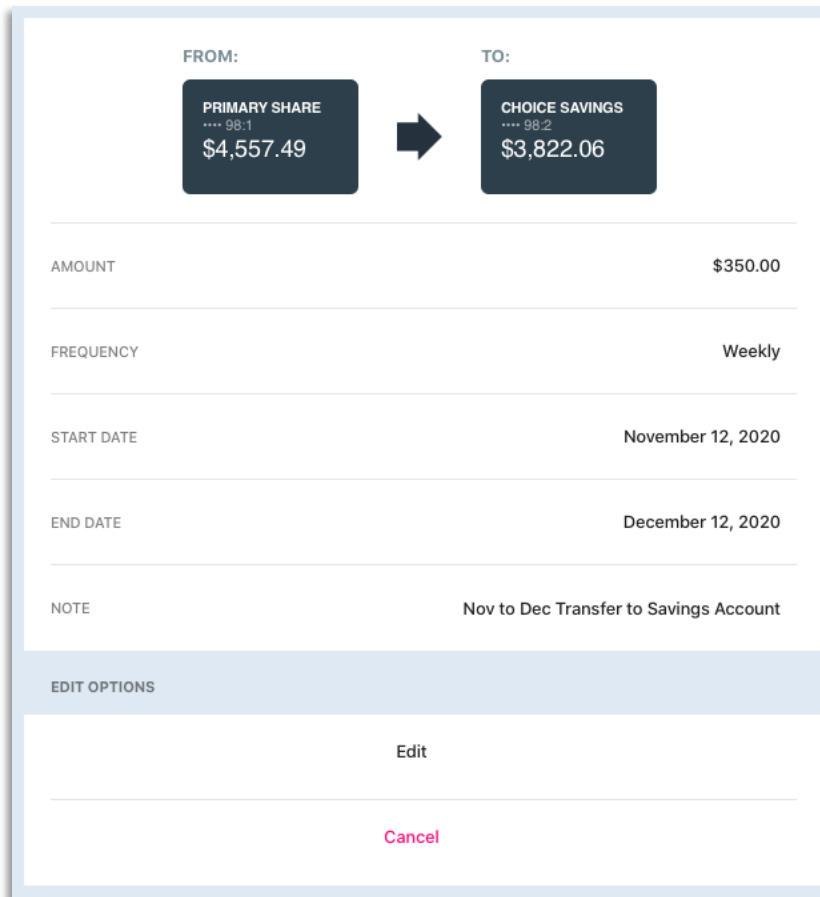 FROM:
TO:
PRIMARY SHARE
•••• 98:1
$4,557.49
CHOICE SAVINGS
•••• 98:2
$3,822.06
AMOUNT $350.00
FREQUENCY Weekly
START DATE November 12, 2020
END DATE December 12, 2020
NOTE Nov to Dec Transfer to Savings Account
EDIT OPTIONS
Edit
Cancel